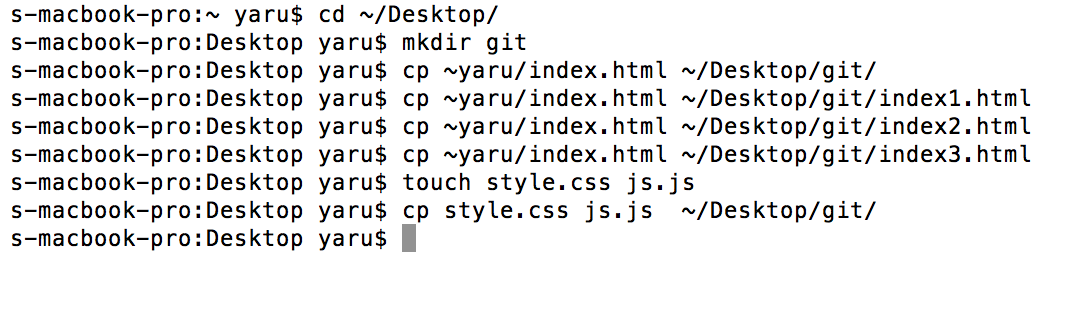 s-macbook-pro:~ yaru$ cd ~/Desktop/
s-macbook-pro:Desktop yaru$ mkdir git
s-macbook-pro:Desktop yaru$ cp ~yaru/index.html ~/Desktop/git/
s-macbook-pro:Desktop yaru$ cp ~yaru/index.html ~/Desktop/git/index1.html
s-macbook-pro:Desktop yaru$ cp ~yaru/index.html ~/Desktop/git/index2.html
s-macbook-pro:Desktop yaru$ cp ~yaru/index.html ~/Desktop/git/index3.html
s-macbook-pro:Desktop yaru$ touch style.css js.js
s-macbook-pro:Desktop yaru$ cp style.css js.js  ~/Desktop/git/
s-macbook-pro:Desktop yaru$